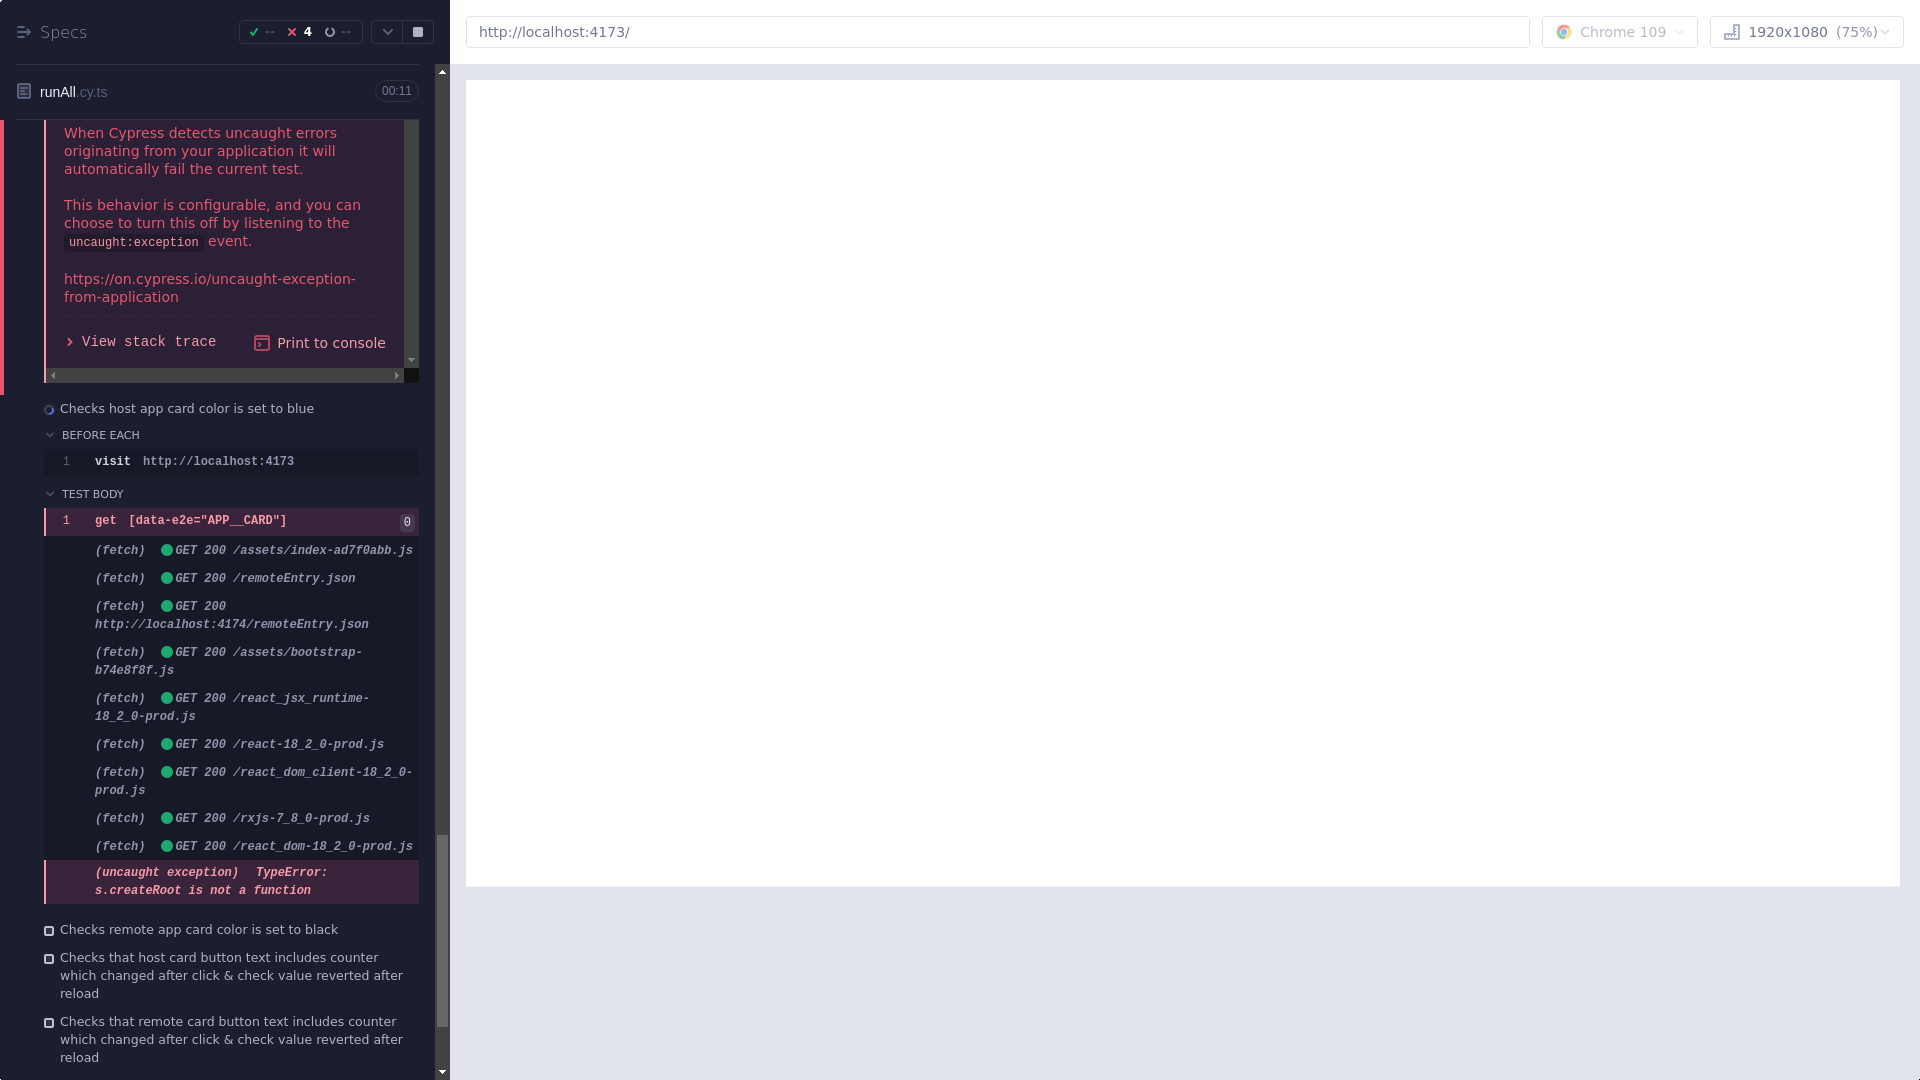 Specs
-- 4 --
http://localhost:4173/
Chrome 109
1920x1080 (75%)
runAll.cy.ts
00:11
When Cypress detects uncaught errors
originating from your application it will
automatically fail the current test.
This behavior is configurable, and you can
choose to turn this off by listening to the
uncaught:exception event.
https://on.cypress.io/uncaught-exception-
from-application
View stack trace
Print to console
Checks host app card color is set to blue
BEFORE EACH
1 visit http://localhost:4173
TEST BODY
1 get [data-e2e="APP__CARD"] 0
(fetch) GET 200 /assets/index-ad7f0abb.js
(fetch) GET 200 /remoteEntry.json
(fetch) GET 200
http://localhost:4174/remoteEntry.json
(fetch) GET 200 /assets/bootstrap-
b74e8f8f.js
(fetch) GET 200 /react_jsx_runtime-
18_2_0-prod.js
(fetch) GET 200 /react-18_2_0-prod.js
(fetch) GET 200 /react_dom_client-18_2_0-
prod.js
(fetch) GET 200 /rxjs-7_8_0-prod.js
(fetch) GET 200 /react_dom-18_2_0-prod.js
(uncaught exception) TypeError:
s.createRoot is not a function
Checks remote app card color is set to black
Checks that host card button text includes counter
which changed after click & check value reverted after
reload
Checks that remote card button text includes counter
which changed after click & check value reverted after
reload